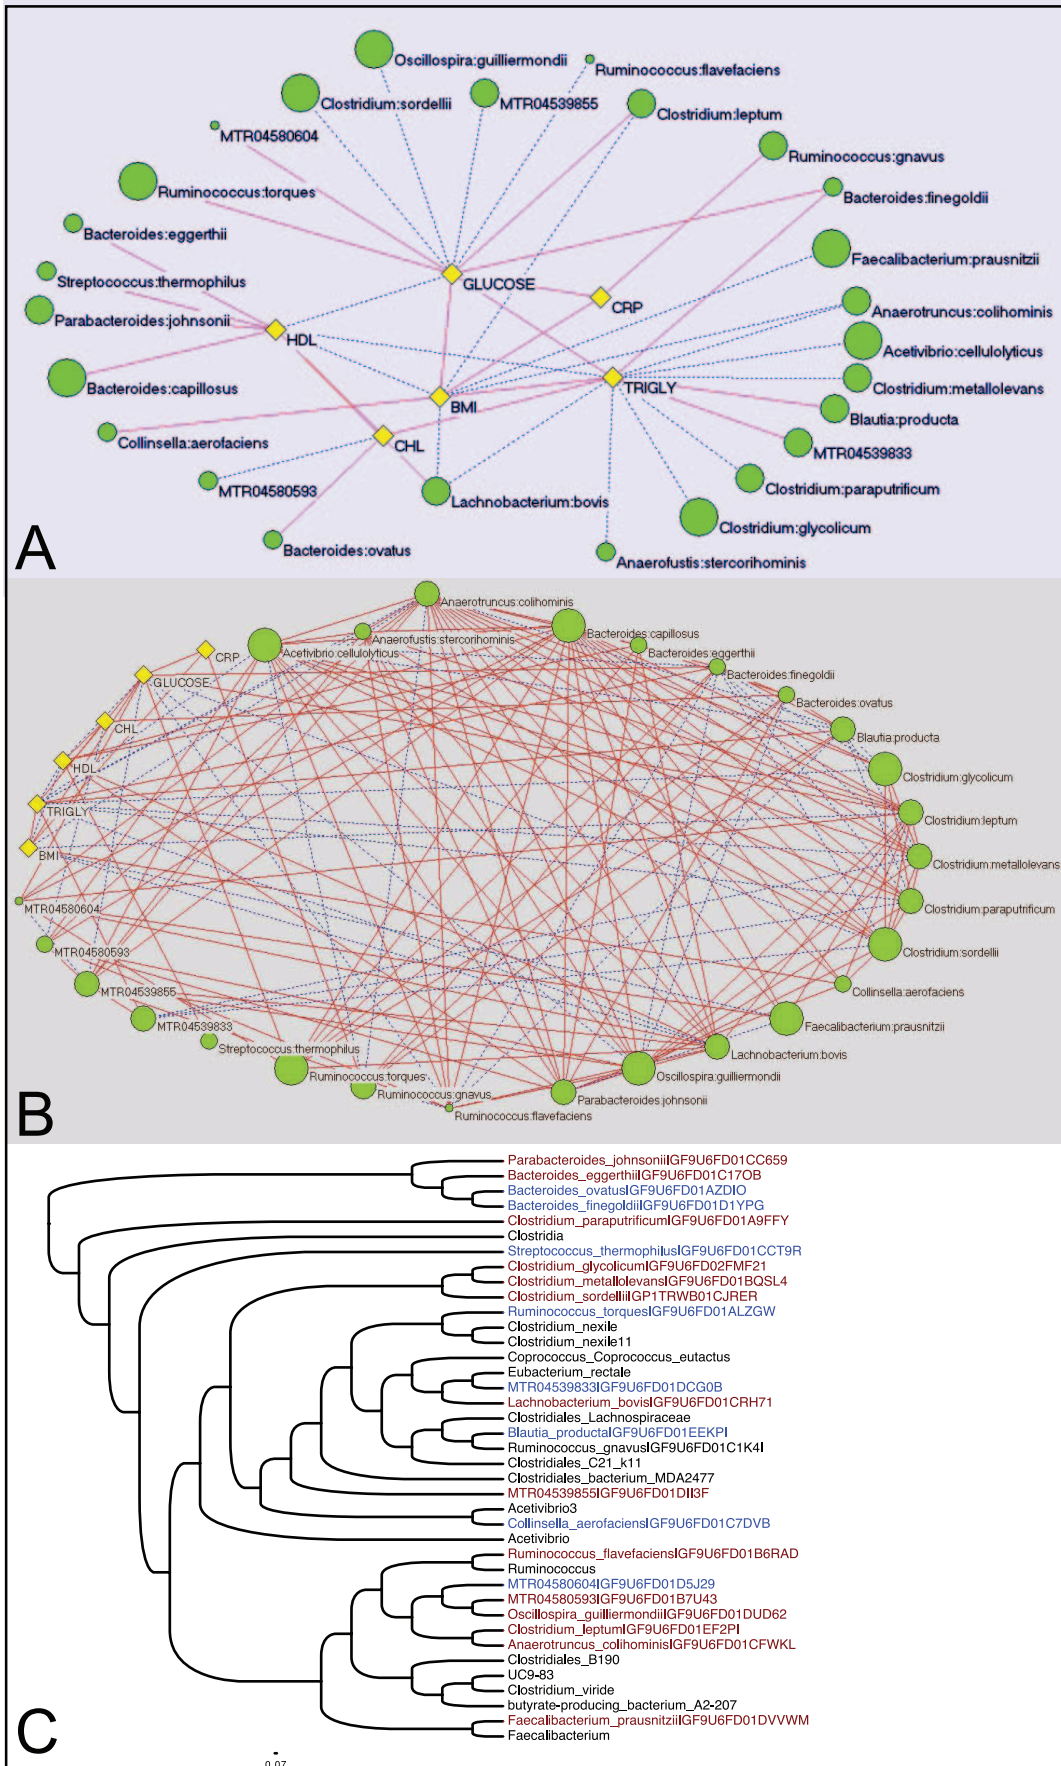 Oscillospira:guilliermondii
Ruminococcus:flavefaciens
Clostridium:sordellii
MTR04539855
Clostridium:leptum
MTR04580604
Ruminococcus:gnavus
Ruminococcus:torques
Bacteroides:finegoldii
Bacteroides:eggerthii
Faecalibacterium:prausnitzii
Streptococcus:thermophilus
GLUCOSE
CRP
Anaerotruncus:colihominis
Parabacteroides:johnsonii
HDL
Acetivibrio:cellulolyticus
Bacteroides:capillosus
TRIGLY
Clostridium:metallolevans
BMI
Blautia:producta
Collinsella:aerofaciens
CHL
MTR04539833
MTR04580593
Lachnobacterium:bovis
Clostridium:paraputrificum
Clostridium:glycolicum
Bacteroides:ovatus
Anaerofustis:stercorihominis
A
Anaerotruncus:colihominis
Bacteroides:capillosus
Anaerofustis:stercorihominis
Acetivibrio:cellulolyticus
Bacteroides:eggerthii
CRP
Bacteroides:finegoldii
GLUCOSE
Bacteroides:ovatus
CHL
Blautia:producta
HDL
Clostridium:glycolicum
TRIGLY
Clostridium:leptum
BMI
Clostridium:metallolevans
MTR04580604
Clostridium:paraputrificum
MTR04580593
Clostridium:sordellii
MTR04539855
Collinsella:aerofaciens
MTR04539833
Faecalibacterium:prausnitzii
Streptococcus:thermophilus
Lachnobacterium:bovis
Ruminococcus:torques
Oscillospira:guilliermondii
Ruminococcus:gnavus
Parabacteroides:johnsonii
Ruminococcus:flavefaciens
B
Parabacteroides_johnsonii|GF9U6FD01CC659
Bacteroides_eggerthii|GF9U6FD01C17OB
Bacteroides_ovatus|GF9U6FD01AZDIO
Bacteroides_finegoldii|GF9U6FD01D1YPG
Clostridium_paraputrificum|GF9U6FD01A9FFY
Clostridia
Streptococcus_thermophilus|GF9U6FD01CCT9R
Clostridium_glycolicum|GF9U6FD02FMF21
Clostridium_metallolevans|GF9U6FD01BQSL4
Clostridium_sordellii|GP1TRWB01CJRER
Ruminococcus_torques|GF9U6FD01ALZGW
Clostridium_nexile
Clostridium_nexile11
Coprococcus_Coprococcus_eutactus
Eubacterium_rectale
MTR04539833|GF9U6FD01DCG0B
Lachnobacterium_bovis|GF9U6FD01CRH71
Clostridiales_Lachnospiraceae
Blautia_producta|GF9U6FD01EEKPI
Ruminococcus_gnavus|GF9U6FD01C1K4I
Clostridiales_C21_k11
Clostridiales_bacterium_MDA2477
MTR04539855|GF9U6FD01DII3F
Acetivibrio3
Collinsella_aerofaciens|GF9U6FD01C7DVB
Acetivibrio
Ruminococcus_flavefaciens|GF9U6FD01B6RAD
Ruminococcus
MTR04580604|GF9U6FD01D5J29
MTR04580593|GF9U6FD01B7U43
Oscillospira_guilliermondii|GF9U6FD01DUD62
Clostridium_leptum|GF9U6FD01EF2PI
Anaerotruncus_colihominis|GF9U6FD01CFWKL
Clostridiales_B190
UC9-83
Clostridium_viride
butyrate-producing_bacterium_A2-207
Faecalibacterium_prausnitzii|GF9U6FD01DVVWM
Faecalibacterium
C
0.07